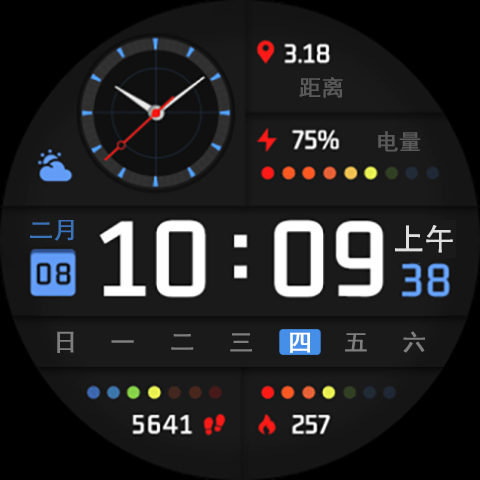 3.18
距离
75% 电量
二月
08
10:09
上午
38
日 一 二 三 四 五 六
5641 257